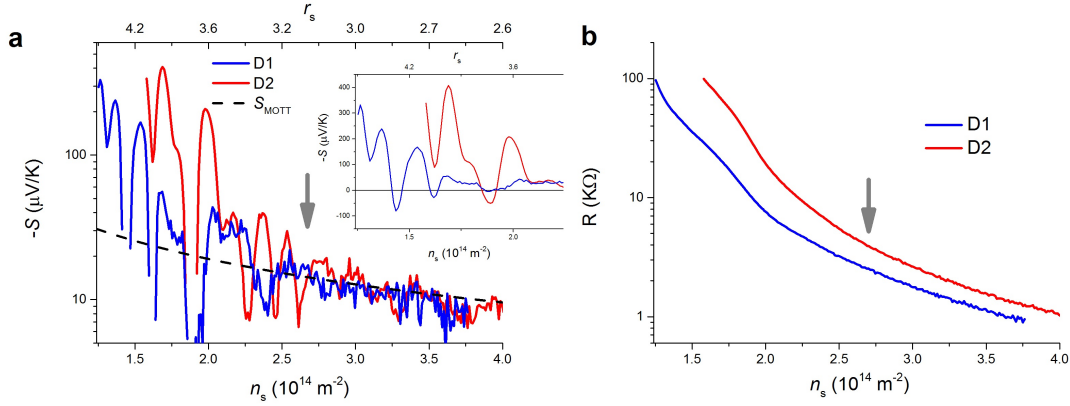 a
r_s
4.2 3.6 3.2 3.0 2.8 2.6
-S (μV/K)
100
10
D1
D2
S_MOTT
r_s
4.2 3.6
-S (μV/K)
400
300
200
100
0
-100
1.5 2.0
n_s (10^14 m^-2)
1.5 2.0 2.5 3.0 3.5 4.0
n_s (10^14 m^-2)
b
R (KΩ)
100
10
1
D1
D2
1.5 2.0 2.5 3.0 3.5 4.0
n_s (10^14 m^-2)